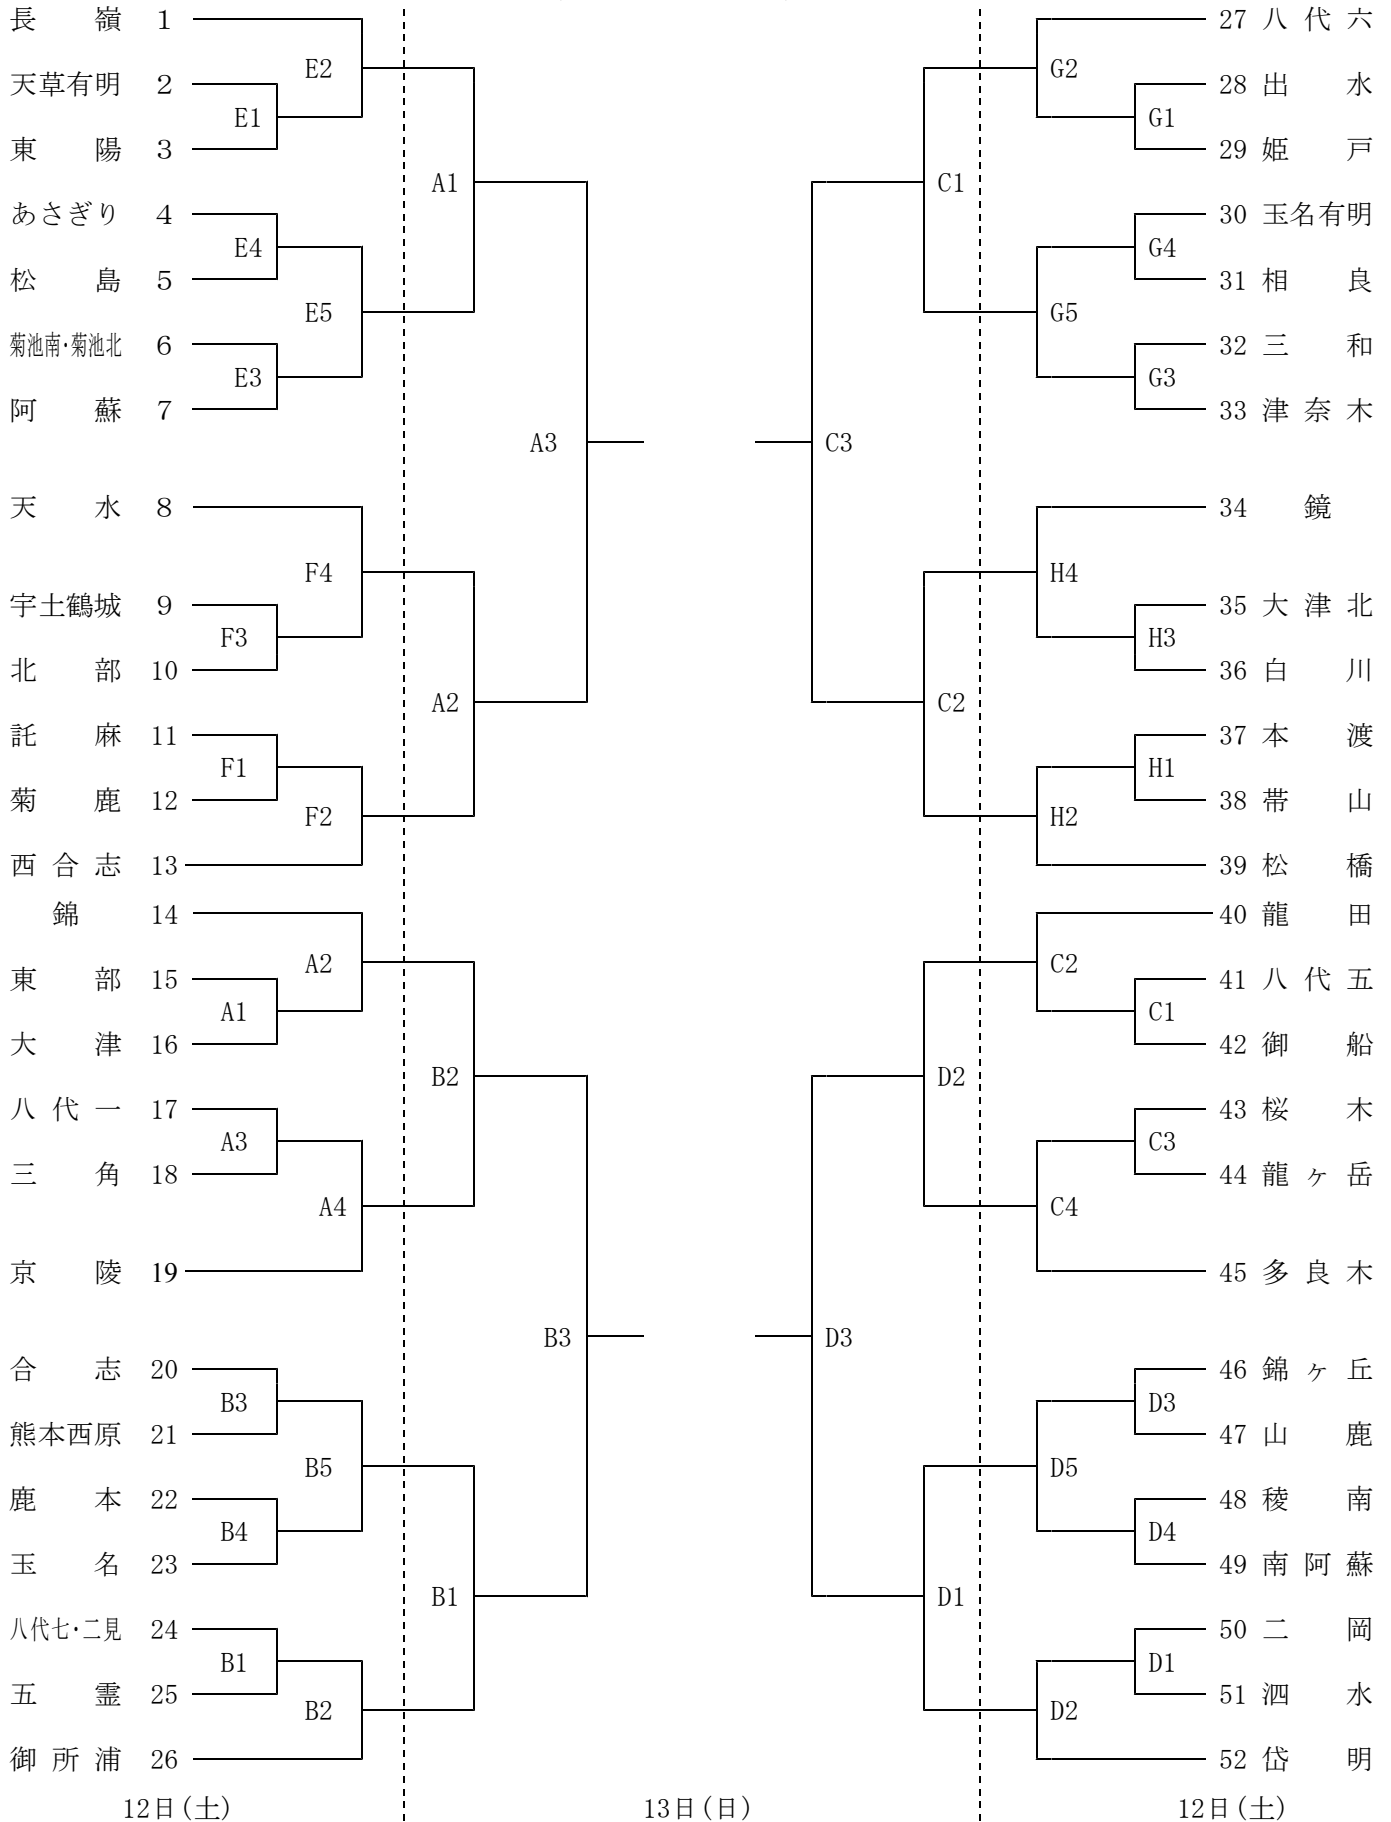 長嶺 1
E2
天草有明 2
E1
東陽 3
A1
あさぎり 4
E4
松島 5
E5
菊池南・菊池北 6
E3
阿蘇 7
A3
天水 8
F4
宇土鶴城 9
F3
北部 10
A2
託麻 11
F1
菊鹿 12
F2
西合志 13
錦 14
A2
東部 15
A1
大津 16
B2
八代一 17
A3
三角 18
A4
京陵 19
B3
合志 20
B3
熊本西原 21
B5
鹿本 22
B4
玉名 23
B1
八代七・二見 24
B1
五霊 25
B2
御所浦 26
12日(土)
13日(日)
27 八代六
G2
28 出水
G1
29 姫戸
C1
30 玉名有明
G4
31 相良
G5
32 三和
G3
33 津奈木
C3
34 鏡
H4
35 大津北
H3
36 白川
C2
37 本渡
H1
38 帯山
H2
39 松橋
40 龍田
C2
41 八代五
C1
42 御船
D2
43 桜木
C3
44 龍ヶ岳
C4
45 多良木
D3
46 錦ヶ丘
D3
47 山鹿
D5
48 稜南
D4
49 南阿蘇
D1
50 二岡
D1
51 泗水
D2
52 岱明
12日(土)